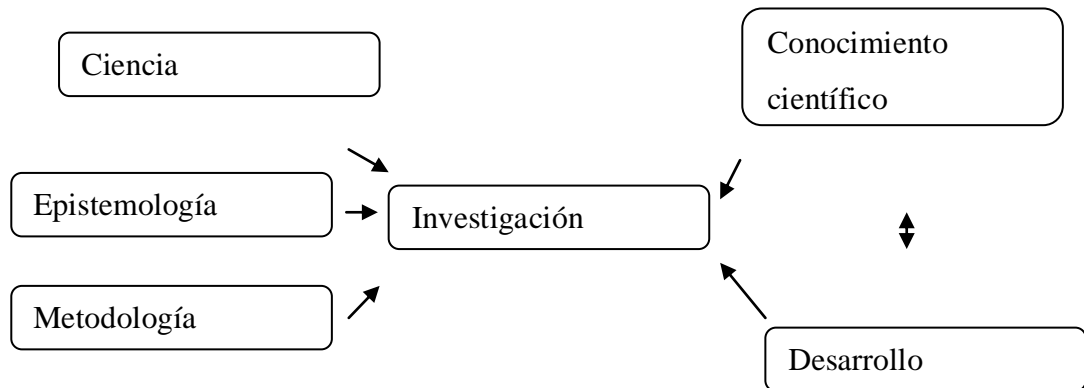 Ciencia
Conocimiento
científico
Epistemología
Investigación
Metodología
Desarrollo